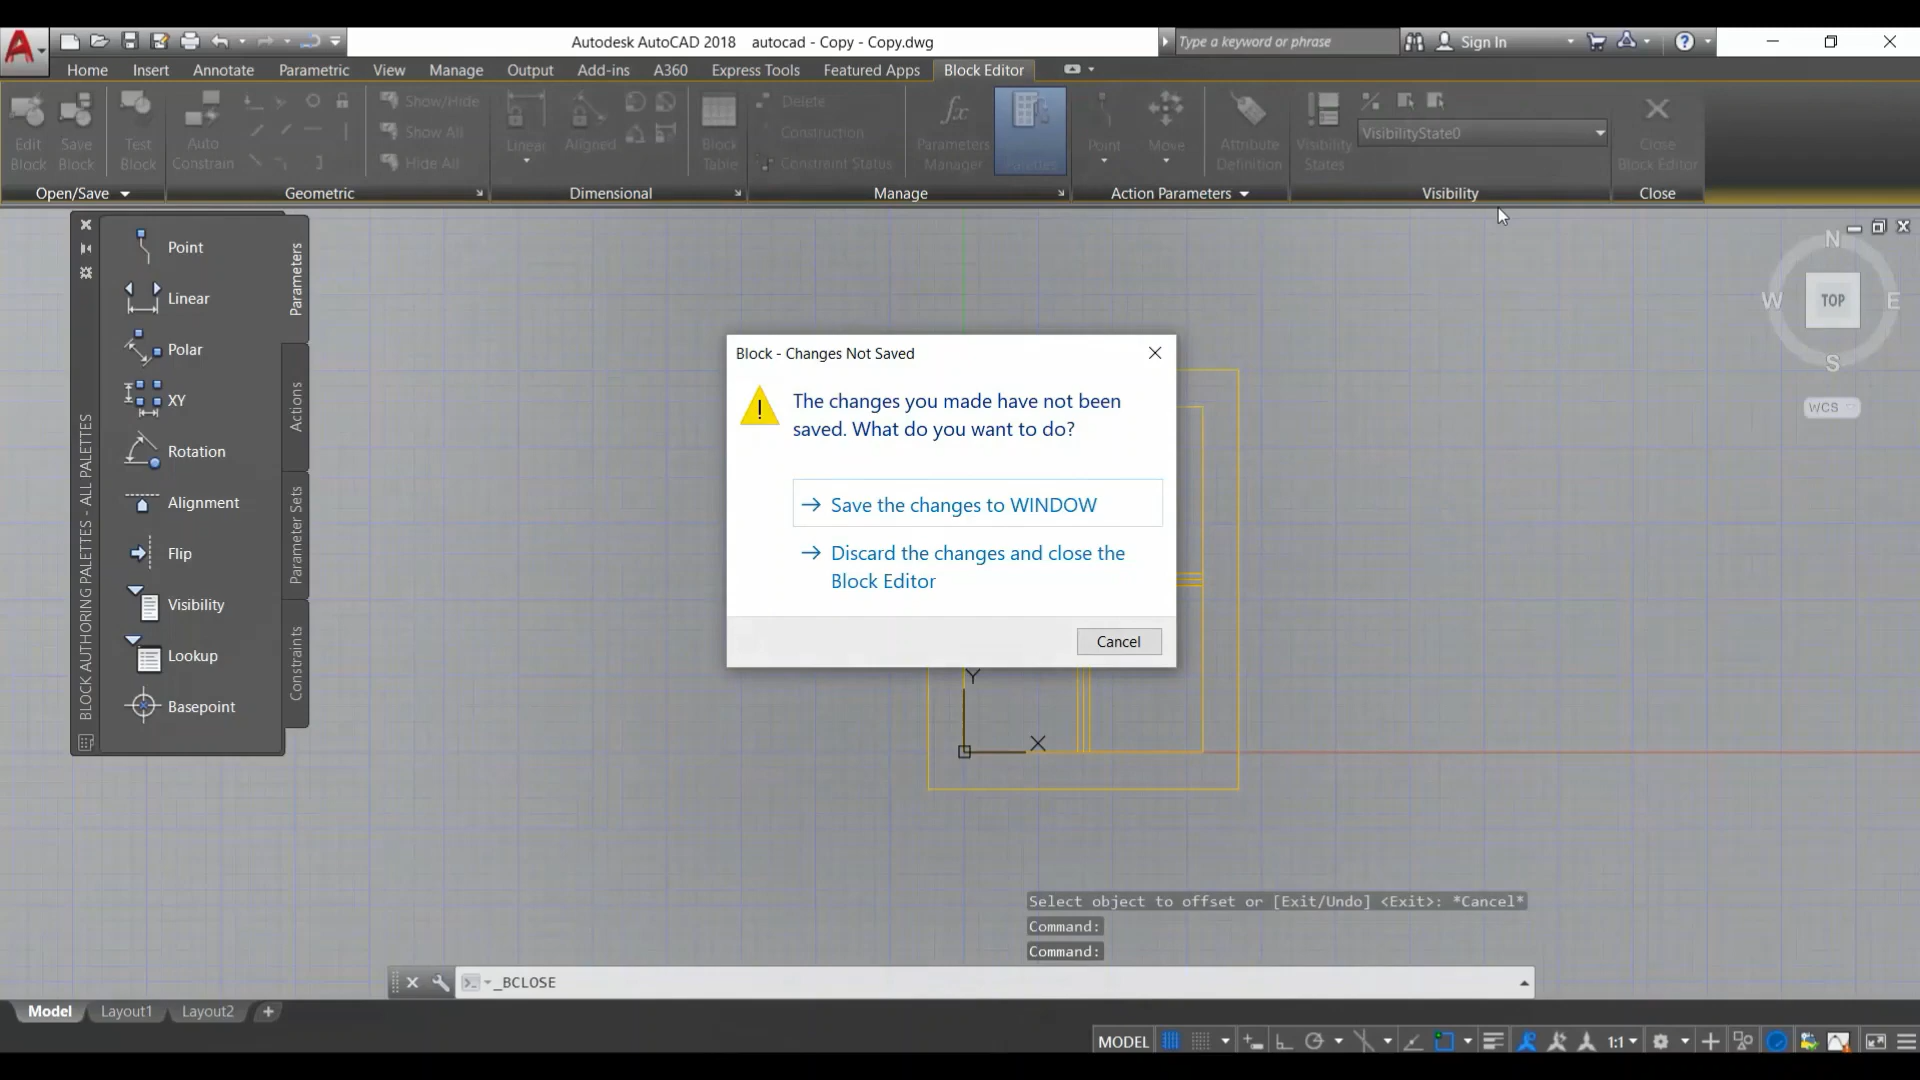 Autodesk AutoCAD 2018 autocad - Copy - Copy.dwg
Type a keyword or phrase
Sign In
Home Insert Annotate Parametric View Manage Output Add-ins A360 Express Tools Featured Apps Block Editor
Edit Block
Save Block
Test Block
Auto Constrain
Show/Hide
Show All
Hide All
Linear
Aligned
Block Table
Delete
Construction
Constraint Status
Parameters Manager
Point
Move
Attribute Definition
Visibility States
VisibilityState0
Close Block Editor
Open/Save
Geometric
Dimensional
Manage
Action Parameters
Visibility
Close
Point
Linear
Polar
XY
Rotation
Alignment
Flip
Visibility
Lookup
Basepoint
Parameters
Actions
Parameter Sets
Constraints
BLOCK AUTHORING PALETTES - ALL PALETTES
N
W
TOP
E
S
WCS
Block - Changes Not Saved
The changes you made have not been
saved. What do you want to do?
Save the changes to WINDOW
Discard the changes and close the
Block Editor
Cancel
Y
X
Select object to offset or [Exit/Undo] <Exit>: *Cancel*
Command:
Command:
_BCLOSE
Model Layout1 Layout2
MODEL
1:1